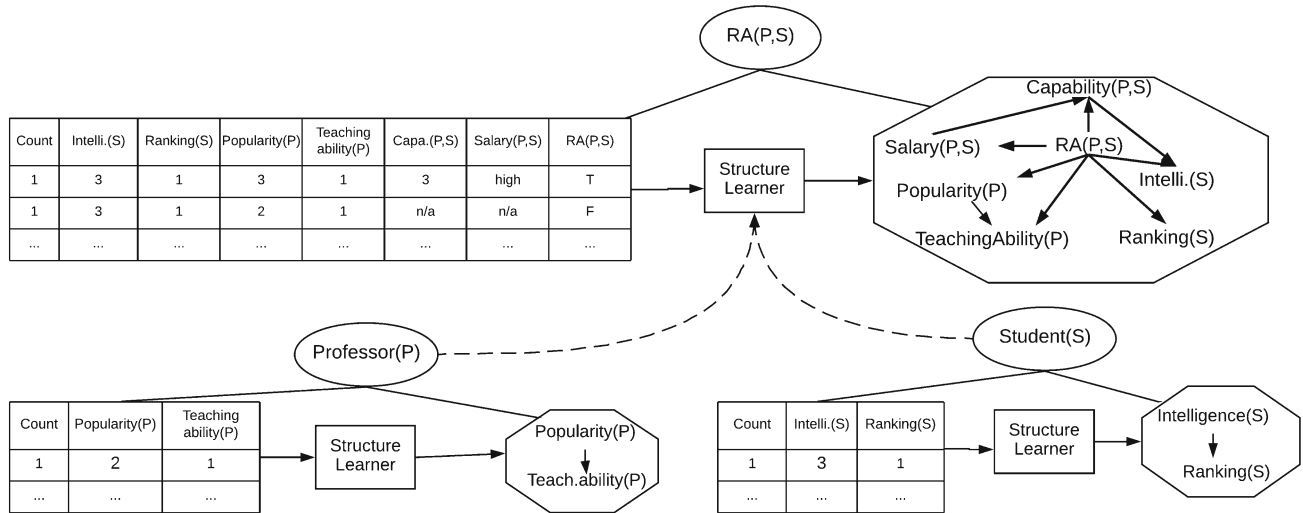 RA(P,S)
Count Intelli.(S) Ranking(S) Popularity(P) Teaching ability(P) Capa.(P,S) Salary(P,S) RA(P,S)
1 3 1 3 1 3 high T
1 3 1 2 1 n/a n/a F
... ... ... ... ... ... ... ...
Structure
Learner
Capability(P,S)
Salary(P,S) RA(P,S)
Intelli.(S)
Popularity(P)
TeachingAbility(P) Ranking(S)
Professor(P)
Count Popularity(P) Teaching ability(P)
1 2 1
... ... ...
Structure
Learner
Popularity(P)
Teach.ability(P)
Student(S)
Count Intelli.(S) Ranking(S)
1 3 1
... ... ...
Structure
Learner
Intelligence(S)
Ranking(S)